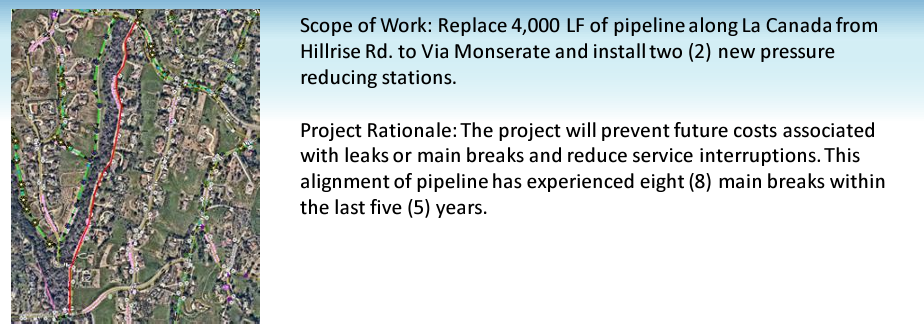 Scope of Work: Replace 4,000 LF of pipeline along La Canada from
Hillrise Rd. to Via Monserate and install two (2) new pressure
reducing stations.
Project Rationale: The project will prevent future costs associated
with leaks or main breaks and reduce service interruptions. This
alignment of pipeline has experienced eight (8) main breaks within
the last five (5) years.